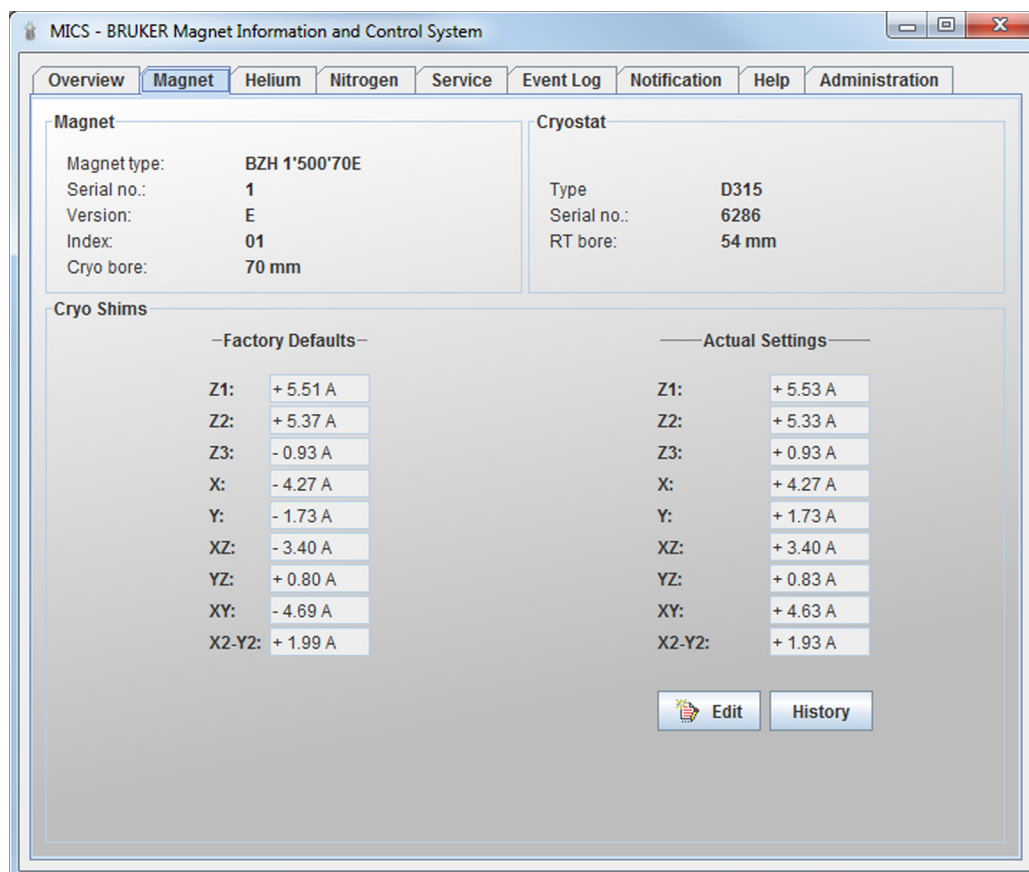 MICS - BRUKER Magnet Information and Control System
Overview Magnet Helium Nitrogen Service Event Log Notification Help Administration
Magnet
Magnet type: BZH 1'500'70E
Serial no.: 1
Version: E
Index: 01
Cryo bore: 70 mm
Cryostat
Type D315
Serial no.: 6286
RT bore: 54 mm
Cryo Shims
Factory Defaults
Z1: + 5.51 A
Z2: + 5.37 A
Z3: - 0.93 A
X: - 4.27 A
Y: - 1.73 A
XZ: - 3.40 A
YZ: + 0.80 A
XY: - 4.69 A
X2-Y2: + 1.99 A
Actual Settings
Z1: + 5.53 A
Z2: + 5.33 A
Z3: + 0.93 A
X: + 4.27 A
Y: + 1.73 A
XZ: + 3.40 A
YZ: + 0.83 A
XY: + 4.63 A
X2-Y2: + 1.93 A
Edit History